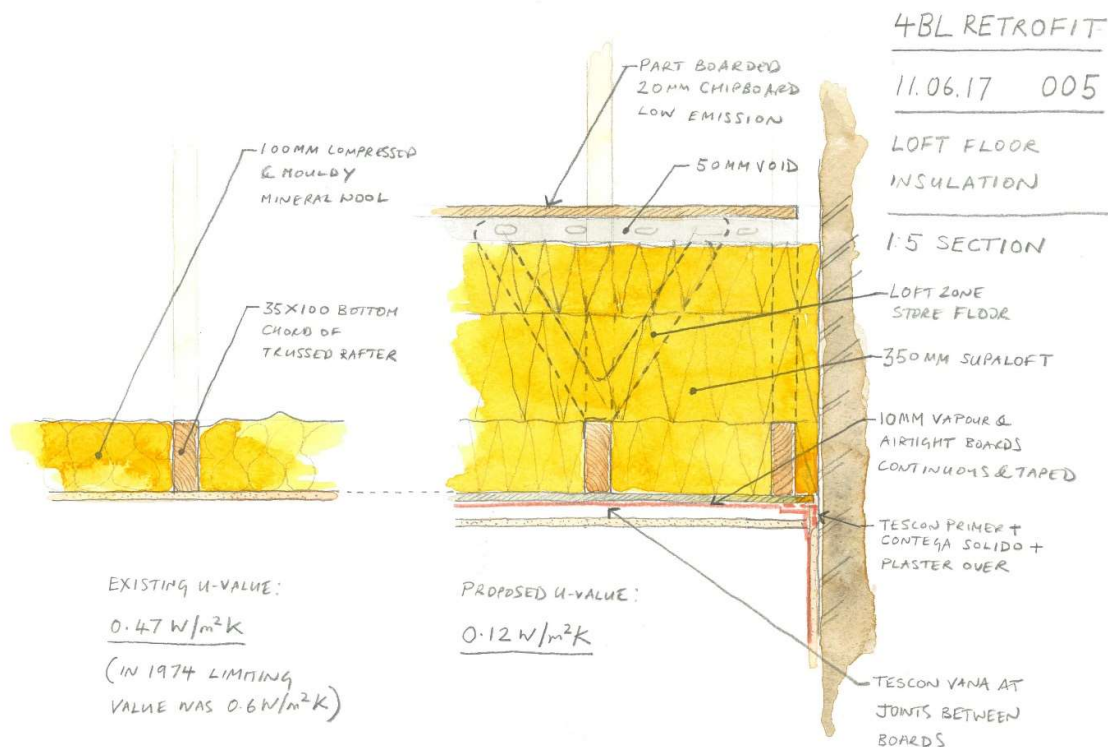 4BL RETROFIT
11.06.17 005
LOFT FLOOR
INSULATION
1:5 SECTION
PART BOARDED
20MM CHIPBOARD
LOW EMISSION
50MM VOID
100MM COMPRESSED
& MOULDY
MINERAL WOOL
35X100 BOTTOM
CHORD OF
TRUSSED RAFTER
LOFT ZONE
STORE FLOOR
350MM SUPALOFT
10MM VAPOUR &
AIRTIGHT BOARDS
CONTINUOUS & TAPED
TESCON PRIMER +
CONTEGA SOLIDO +
PLASTER OVER
TESCON VANA AT
JOINTS BETWEEN
BOARDS
EXISTING U-VALUE:
0.47 W/m²K
(IN 1974 LIMITING
VALUE WAS 0.6 W/m²K)
PROPOSED U-VALUE:
0.12 W/m²K